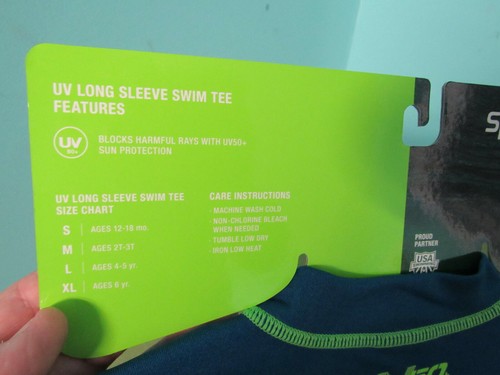 UV LONG SLEEVE SWIM TEE
FEATURES
UV
50+
BLOCKS HARMFUL RAYS WITH UV50+
SUN PROTECTION
UV LONG SLEEVE SWIM TEE
SIZE CHART
S AGES 12-18 mo.
M AGES 2T-3T
L AGES 4-5 yr.
XL AGES 6 yr.
CARE INSTRUCTIONS
· MACHINE WASH COLD
· NON-CHLORINE BLEACH
WHEN NEEDED
· TUMBLE LOW DRY
· IRON LOW HEAT
PROUD
PARTNER
USA